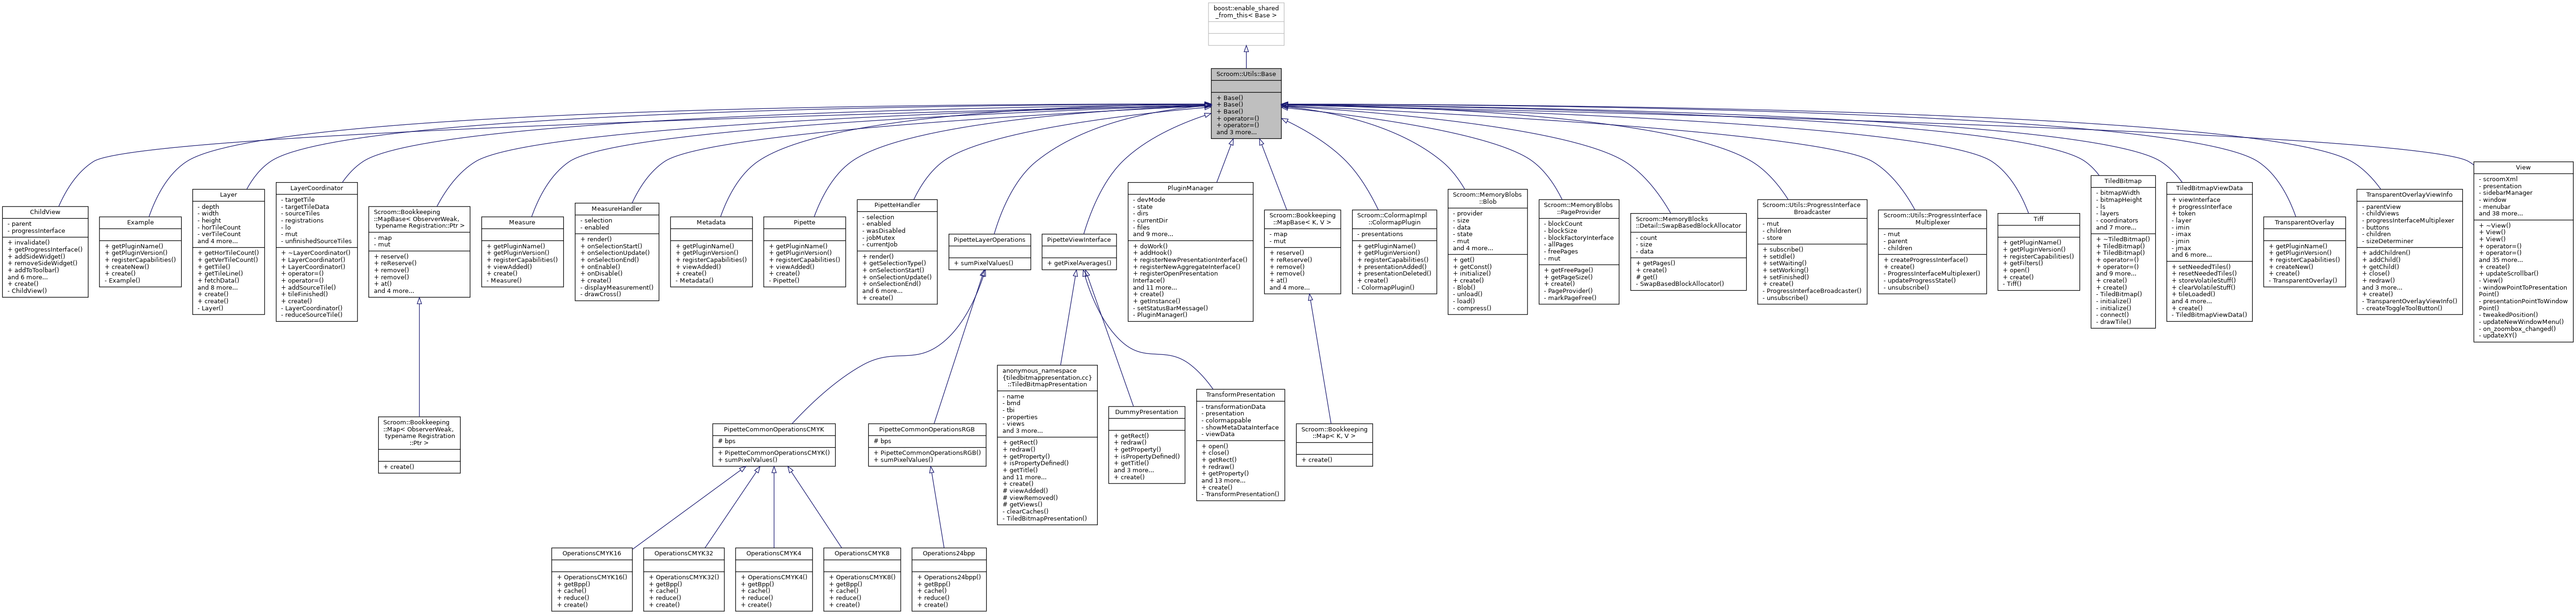 boost::enable_shared
_from_this< Base >
Scroom::Utils::Base
+ Base()
+ Base()
+ Base()
+ operator=()
+ operator=()
and 3 more...
ChildView
- parent
- progressInterface
+ invalidate()
+ getProgressInterface()
+ addSideWidget()
+ removeSideWidget()
+ addToToolbar()
and 6 more...
+ create()
- ChildView()
Example
+ getPluginName()
+ getPluginVersion()
+ registerCapabilities()
+ createNew()
+ create()
- Example()
Layer
- depth
- width
- height
- horTileCount
- verTileCount
and 4 more...
+ getHorTileCount()
+ getVerTileCount()
+ getTile()
+ getTileLine()
+ fetchData()
and 8 more...
+ create()
+ create()
- Layer()
LayerCoordinator
- targetTile
- targetTileData
- sourceTiles
- registrations
- lo
- mut
- unfinishedSourceTiles
+ ~LayerCoordinator()
+ LayerCoordinator()
+ LayerCoordinator()
+ operator=()
+ operator=()
+ addSourceTile()
+ tileFinished()
+ create()
- LayerCoordinator()
- reduceSourceTile()
Scroom::Bookkeeping
::MapBase< ObserverWeak,
typename Registration::Ptr >
- map
- mut
+ reserve()
+ reReserve()
+ remove()
+ remove()
+ at()
and 4 more...
Measure
+ getPluginName()
+ getPluginVersion()
+ registerCapabilities()
+ viewAdded()
+ create()
- Measure()
MeasureHandler
- selection
- enabled
+ render()
+ onSelectionStart()
+ onSelectionUpdate()
+ onSelectionEnd()
+ onEnable()
+ onDisable()
+ create()
- displayMeasurement()
- drawCross()
Metadata
+ getPluginName()
+ getPluginVersion()
+ registerCapabilities()
+ viewAdded()
+ create()
- Metadata()
Pipette
+ getPluginName()
+ getPluginVersion()
+ registerCapabilities()
+ viewAdded()
+ create()
- Pipette()
PipetteHandler
- selection
- enabled
- wasDisabled
- jobMutex
- currentJob
+ render()
+ getSelectionType()
+ onSelectionStart()
+ onSelectionUpdate()
+ onSelectionEnd()
and 6 more...
+ create()
PipetteLayerOperations
+ sumPixelValues()
PipetteViewInterface
+ getPixelAverages()
PluginManager
- devMode
- state
- dirs
- currentDir
- files
and 9 more...
+ doWork()
+ addHook()
+ registerNewPresentationInterface()
+ registerNewAggregateInterface()
+ registerOpenPresentation
Interface()
and 11 more...
+ create()
+ getInstance()
- setStatusBarMessage()
- PluginManager()
Scroom::Bookkeeping
::MapBase< K, V >
- map
- mut
+ reserve()
+ reReserve()
+ remove()
+ remove()
+ at()
and 4 more...
Scroom::ColormapImpl
::ColormapPlugin
- presentations
+ getPluginName()
+ getPluginVersion()
+ registerCapabilities()
+ presentationAdded()
+ presentationDeleted()
+ create()
- ColormapPlugin()
Scroom::MemoryBlobs
::Blob
- provider
- size
- data
- state
- mut
and 4 more...
+ get()
+ getConst()
+ initialize()
+ create()
- Blob()
- unload()
- load()
- compress()
Scroom::MemoryBlobs
::PageProvider
- blockCount
- blockSize
- blockFactoryInterface
- allPages
- freePages
- mut
+ getFreePage()
+ getPageSize()
+ create()
- PageProvider()
- markPageFree()
Scroom::MemoryBlocks
::Detail::SwapBasedBlockAllocator
- count
- size
- data
+ getPages()
+ create()
# get()
- SwapBasedBlockAllocator()
Scroom::Utils::ProgressInterface
Broadcaster
- mut
- children
- store
+ subscribe()
+ setIdle()
+ setWaiting()
+ setWorking()
+ setFinished()
+ create()
- ProgressInterfaceBroadcaster()
- unsubscribe()
Scroom::Utils::ProgressInterface
Multiplexer
- mut
- parent
- children
+ createProgressInterface()
+ create()
- ProgressInterfaceMultiplexer()
- updateProgressState()
- unsubscribe()
Tiff
+ getPluginName()
+ getPluginVersion()
+ registerCapabilities()
+ getFilters()
+ open()
+ create()
- Tiff()
TiledBitmap
- bitmapWidth
- bitmapHeight
- ls
- layers
- coordinators
and 7 more...
+ ~TiledBitmap()
+ TiledBitmap()
+ TiledBitmap()
+ operator=()
+ operator=()
and 9 more...
+ create()
+ create()
- TiledBitmap()
- initialize()
- initialize()
- connect()
- drawTile()
TiledBitmapViewData
+ viewInterface
+ progressInterface
+ token
- layer
- imin
- imax
- jmin
- jmax
and 6 more...
+ setNeededTiles()
+ resetNeededTiles()
+ storeVolatileStuff()
+ clearVolatileStuff()
+ tileLoaded()
and 4 more...
+ create()
- TiledBitmapViewData()
TransparentOverlay
+ getPluginName()
+ getPluginVersion()
+ registerCapabilities()
+ createNew()
+ create()
- TransparentOverlay()
TransparentOverlayViewInfo
- parentView
- childViews
- progressInterfaceMultiplexer
- buttons
- children
- sizeDeterminer
+ addChildren()
+ addChild()
+ getChild()
+ close()
+ redraw()
and 3 more...
+ create()
- TransparentOverlayViewInfo()
- createToggleToolButton()
View
- scroomXml
- presentation
- sidebarManager
- window
- menubar
and 38 more...
+ ~View()
+ View()
+ View()
+ operator=()
+ operator=()
and 35 more...
+ create()
+ updateScrollbar()
- View()
- windowPointToPresentation
Point()
- presentationPointToWindow
Point()
- tweakedPosition()
- updateNewWindowMenu()
- on_zoombox_changed()
- updateXY()
Scroom::Bookkeeping
::Map< ObserverWeak,
typename Registration
::Ptr >
+ create()
PipetteCommonOperationsCMYK
# bps
+ PipetteCommonOperationsCMYK()
+ sumPixelValues()
PipetteCommonOperationsRGB
# bps
+ PipetteCommonOperationsRGB()
+ sumPixelValues()
anonymous_namespace
{tiledbitmappresentation.cc}
::TiledBitmapPresentation
- name
- bmd
- tbi
- properties
- views
and 3 more...
+ getRect()
+ redraw()
+ getProperty()
+ isPropertyDefined()
+ getTitle()
and 11 more...
+ create()
# viewAdded()
# viewRemoved()
# getViews()
- clearCaches()
- TiledBitmapPresentation()
DummyPresentation
+ getRect()
+ redraw()
+ getProperty()
+ isPropertyDefined()
+ getTitle()
and 3 more...
+ create()
TransformPresentation
- transformationData
- presentation
- colormappable
- showMetaDataInterface
- viewData
+ open()
+ close()
+ getRect()
+ redraw()
+ getProperty()
and 13 more...
+ create()
- TransformPresentation()
Scroom::Bookkeeping
::Map< K, V >
+ create()
OperationsCMYK16
+ OperationsCMYK16()
+ getBpp()
+ cache()
+ reduce()
+ create()
OperationsCMYK32
+ OperationsCMYK32()
+ getBpp()
+ cache()
+ reduce()
+ create()
OperationsCMYK4
+ OperationsCMYK4()
+ getBpp()
+ cache()
+ reduce()
+ create()
OperationsCMYK8
+ OperationsCMYK8()
+ getBpp()
+ cache()
+ reduce()
+ create()
Operations24bpp
+ Operations24bpp()
+ getBpp()
+ cache()
+ reduce()
+ create()